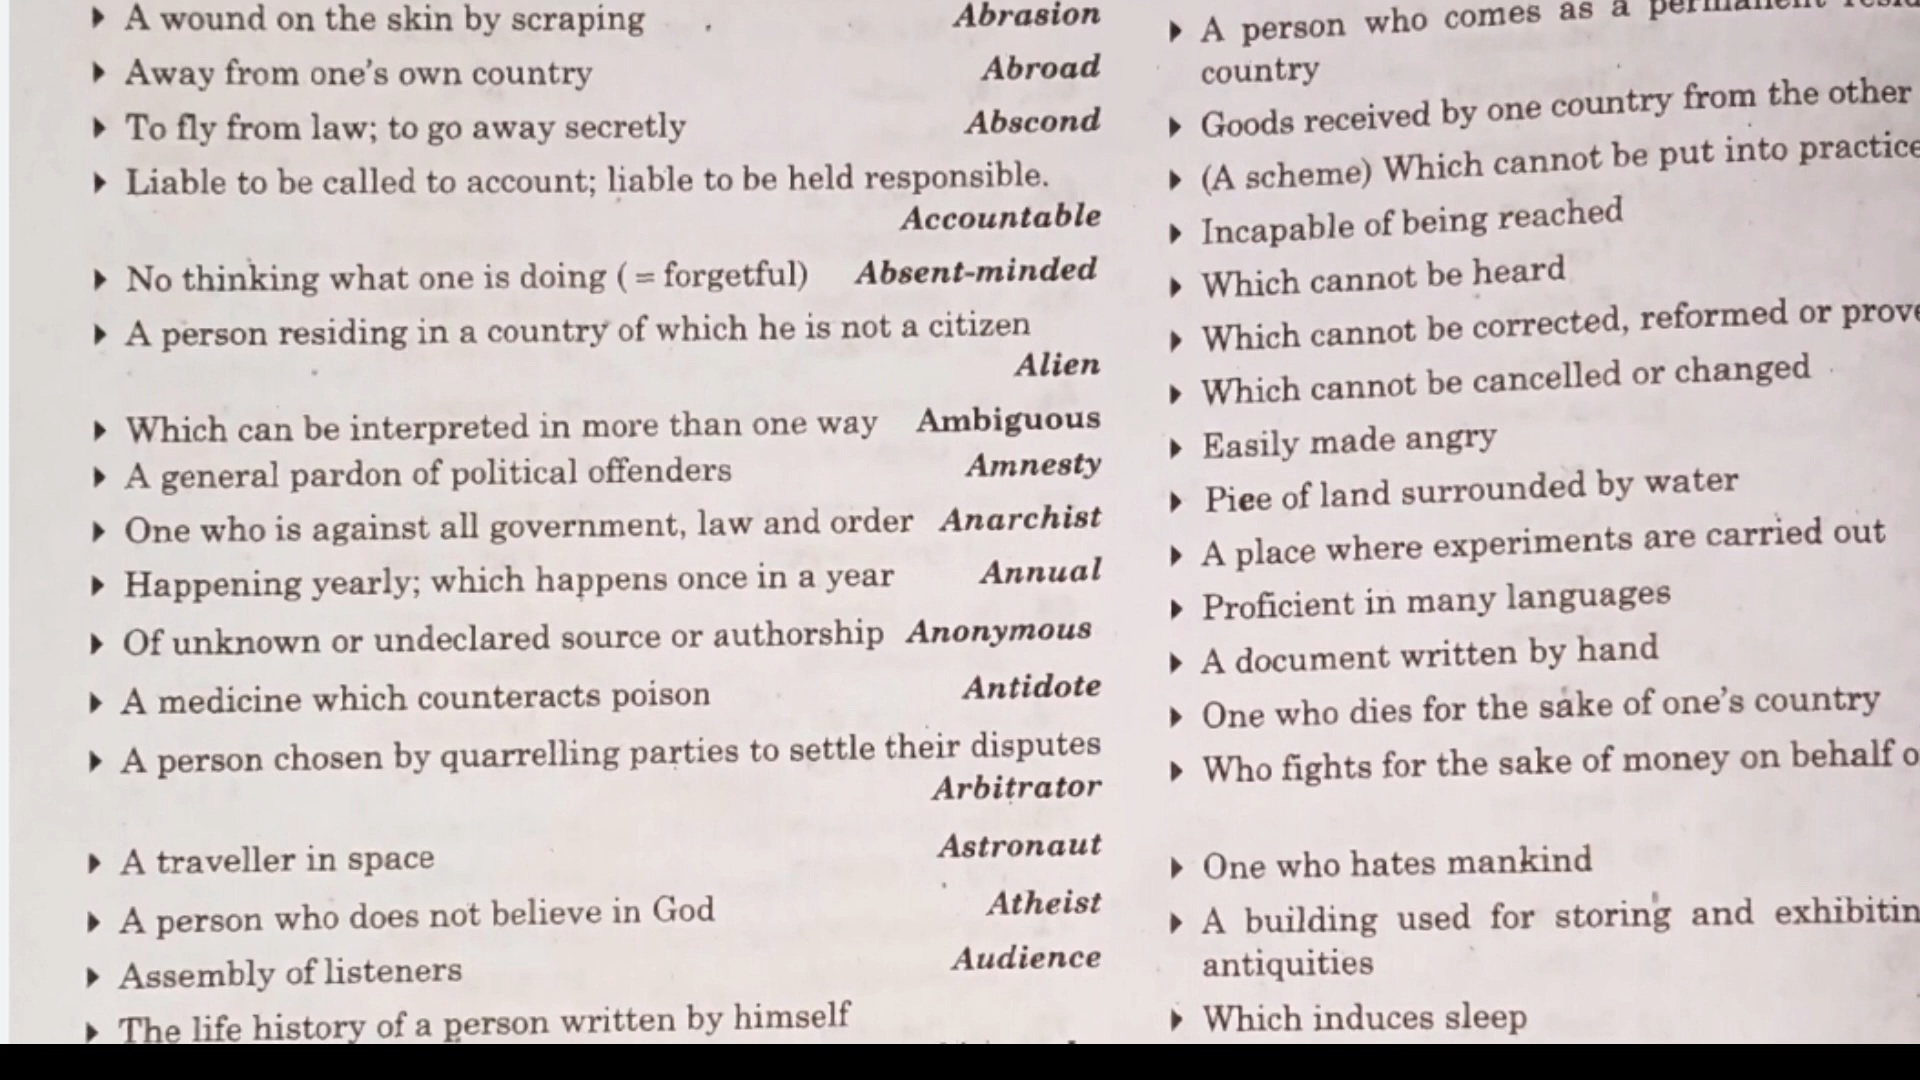 ▶ A wound on the skin by scraping Abrasion
▶ Away from one's own country Abroad
▶ To fly from law; to go away secretly Abscond
▶ Liable to be called to account; liable to be held responsible.
Accountable
▶ No thinking what one is doing ( = forgetful) Absent-minded
▶ A person residing in a country of which he is not a citizen
Alien
▶ Which can be interpreted in more than one way Ambiguous
▶ A general pardon of political offenders Amnesty
▶ One who is against all government, law and order Anarchist
▶ Happening yearly; which happens once in a year Annual
▶ Of unknown or undeclared source or authorship Anonymous
▶ A medicine which counteracts poison Antidote
▶ A person chosen by quarrelling parties to settle their disputes
Arbitrator
▶ A traveller in space Astronaut
▶ A person who does not believe in God Atheist
▶ Assembly of listeners Audience
▶ The life history of a person written by himself
▶ A person who comes as a permanent
country
▶ Goods received by one country from the other
▶ (A scheme) Which cannot be put into practice
▶ Incapable of being reached
▶ Which cannot be heard
▶ Which cannot be corrected, reformed or prove
▶ Which cannot be cancelled or changed
▶ Easily made angry
▶ Piee of land surrounded by water
▶ A place where experiments are carried out
▶ Proficient in many languages
▶ A document written by hand
▶ One who dies for the sake of one's country
▶ Who fights for the sake of money on behalf o
▶ One who hates mankind
▶ A building used for storing and exhibitin
antiquities
▶ Which induces sleep